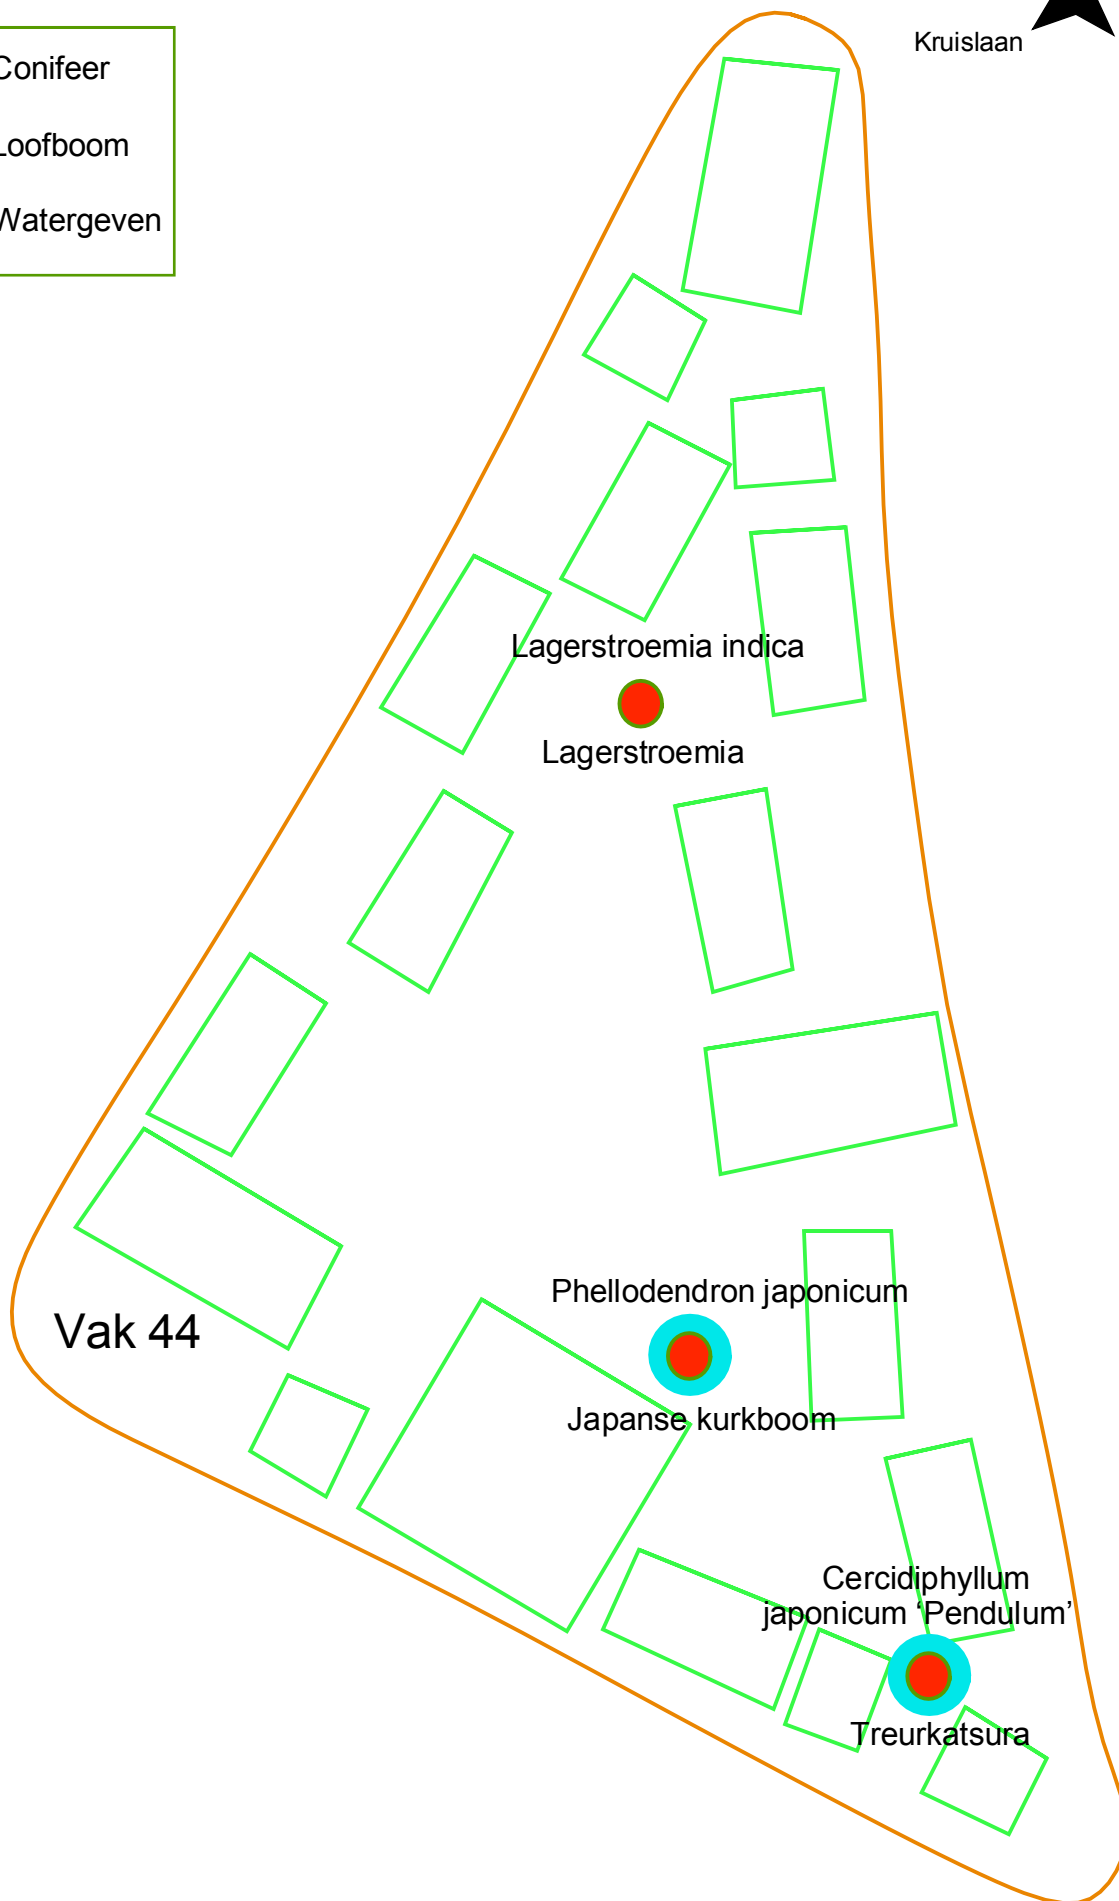 Kruislaan
Conifeer
Loofboom
Watergeven
Lagerstroemia indica
Lagerstroemia
Phellodendron japonicum
Vak 44
Japanse kurkboom
Cercidiphyllum
japonicum ‘Pendulum’
Treurkatsura